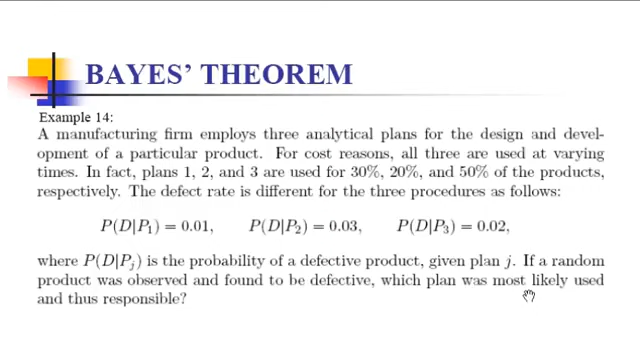 BAYES' THEOREM
Example 14:
A manufacturing firm employs three analytical plans for the design and devel-
opment of a particular product. For cost reasons, all three are used at varying
times. In fact, plans 1, 2, and 3 are used for 30%, 20%, and 50% of the products,
respectively. The defect rate is different for the three procedures as follows:
P(D|P₁) = 0.01, P(D|P₂) = 0.03, P(D|P₃) = 0.02,
where P(D|Pⱼ) is the probability of a defective product, given plan j. If a random
product was observed and found to be defective, which plan was most likely used
and thus responsible?